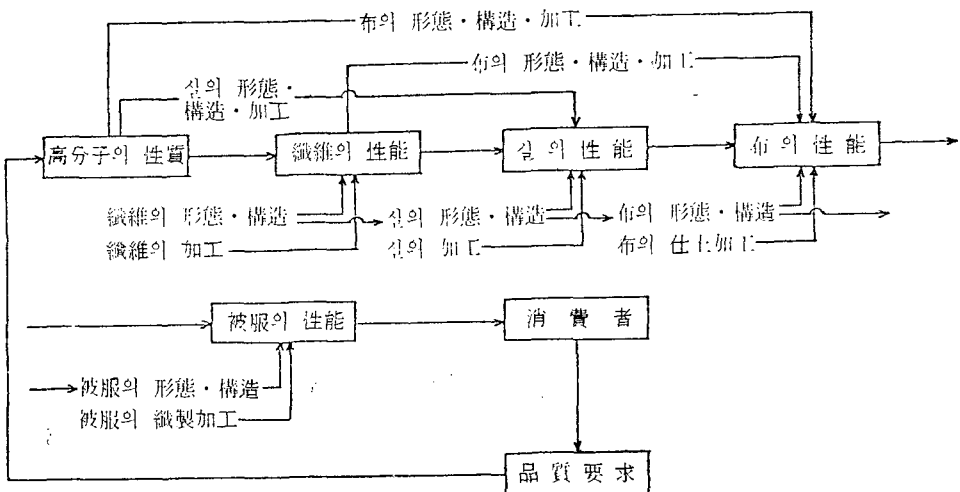 布의 形態・構造・加工
布의 形態・構造・加工
실의 形態・
構造・加工
高分子의 性質
纖維의 性能
실의 性能
布의 性能
纖維의 形態・構造
실의 形態・構造
布의 形態・構造
纖維의 加工
실의 加工
布의 仕上加工
被服의 性能
消費者
被服의 形態・構造
被服의 縫製加工
品質要求